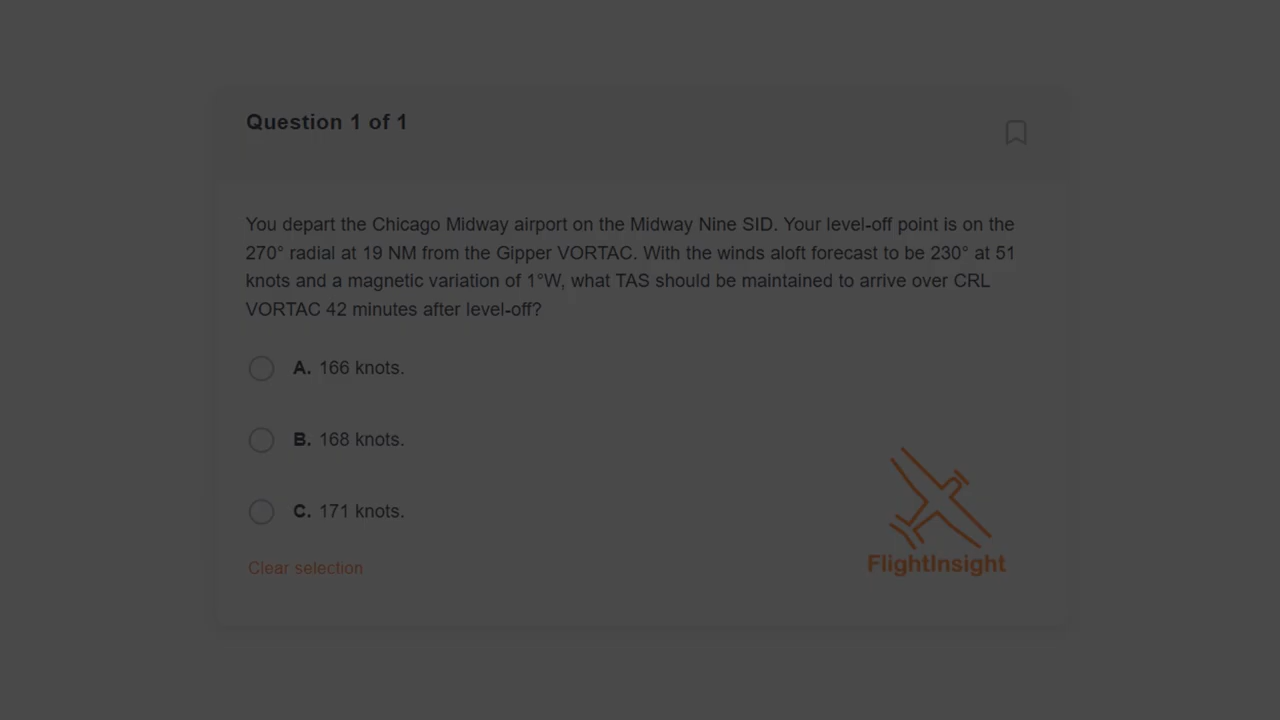 Question 1 of 1
You depart the Chicago Midway airport on the Midway Nine SID. Your level-off point is on the
270° radial at 19 NM from the Gipper VORTAC. With the winds aloft forecast to be 230° at 51
knots and a magnetic variation of 1°W, what TAS should be maintained to arrive over CRL
VORTAC 42 minutes after level-off?
A. 166 knots.
B. 168 knots.
C. 171 knots.
Clear selection
FlightInsight